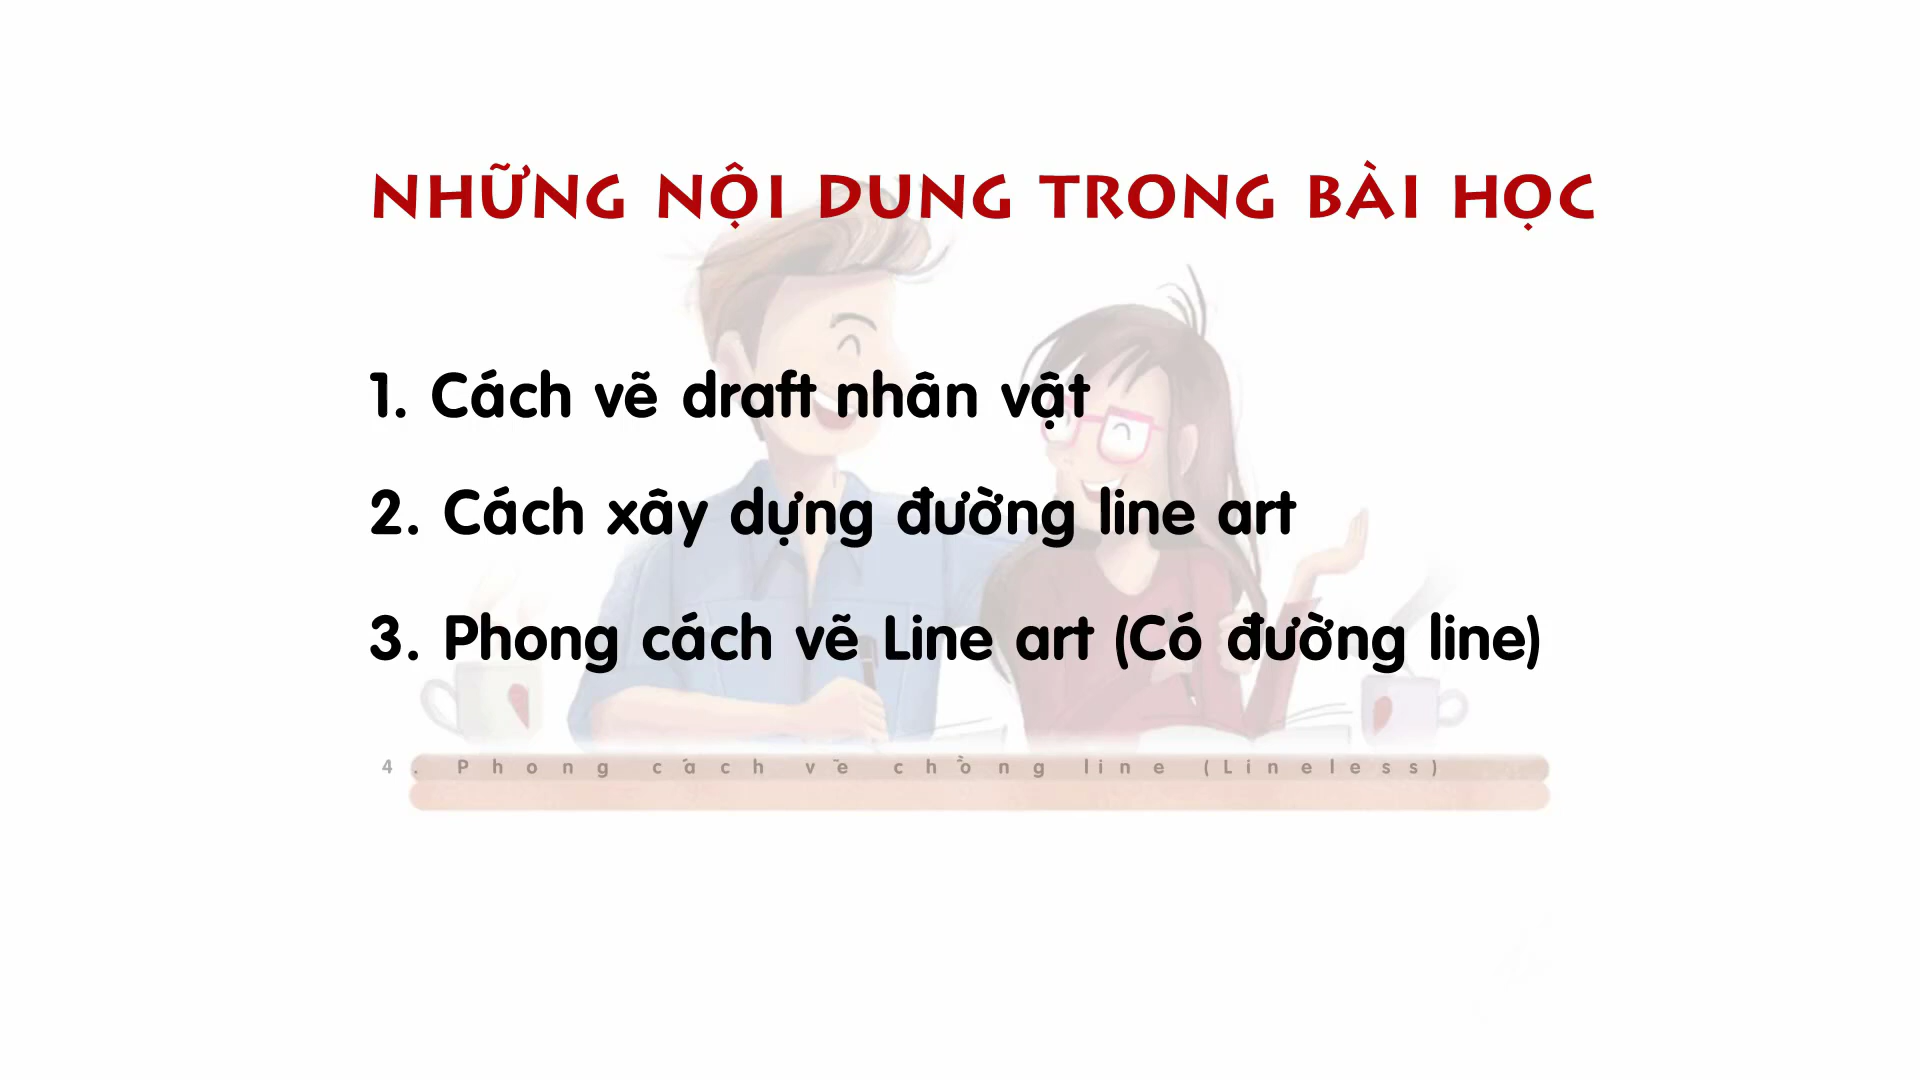 NHỮNG NỘI DUNG TRONG BÀI HỌC
1. Cách vẽ draft nhân vật
2. Cách xây dựng đường line art
3. Phong cách vẽ Line art (Có đường line)
4. Phong cách vẽ chồng line (Lineless)